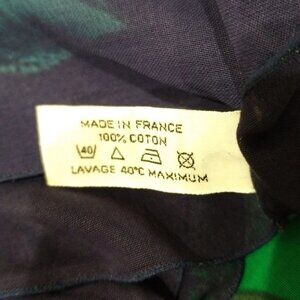 MADE IN FRANCE
100% COTON
40
LAVAGE 40°C MAXIMUM